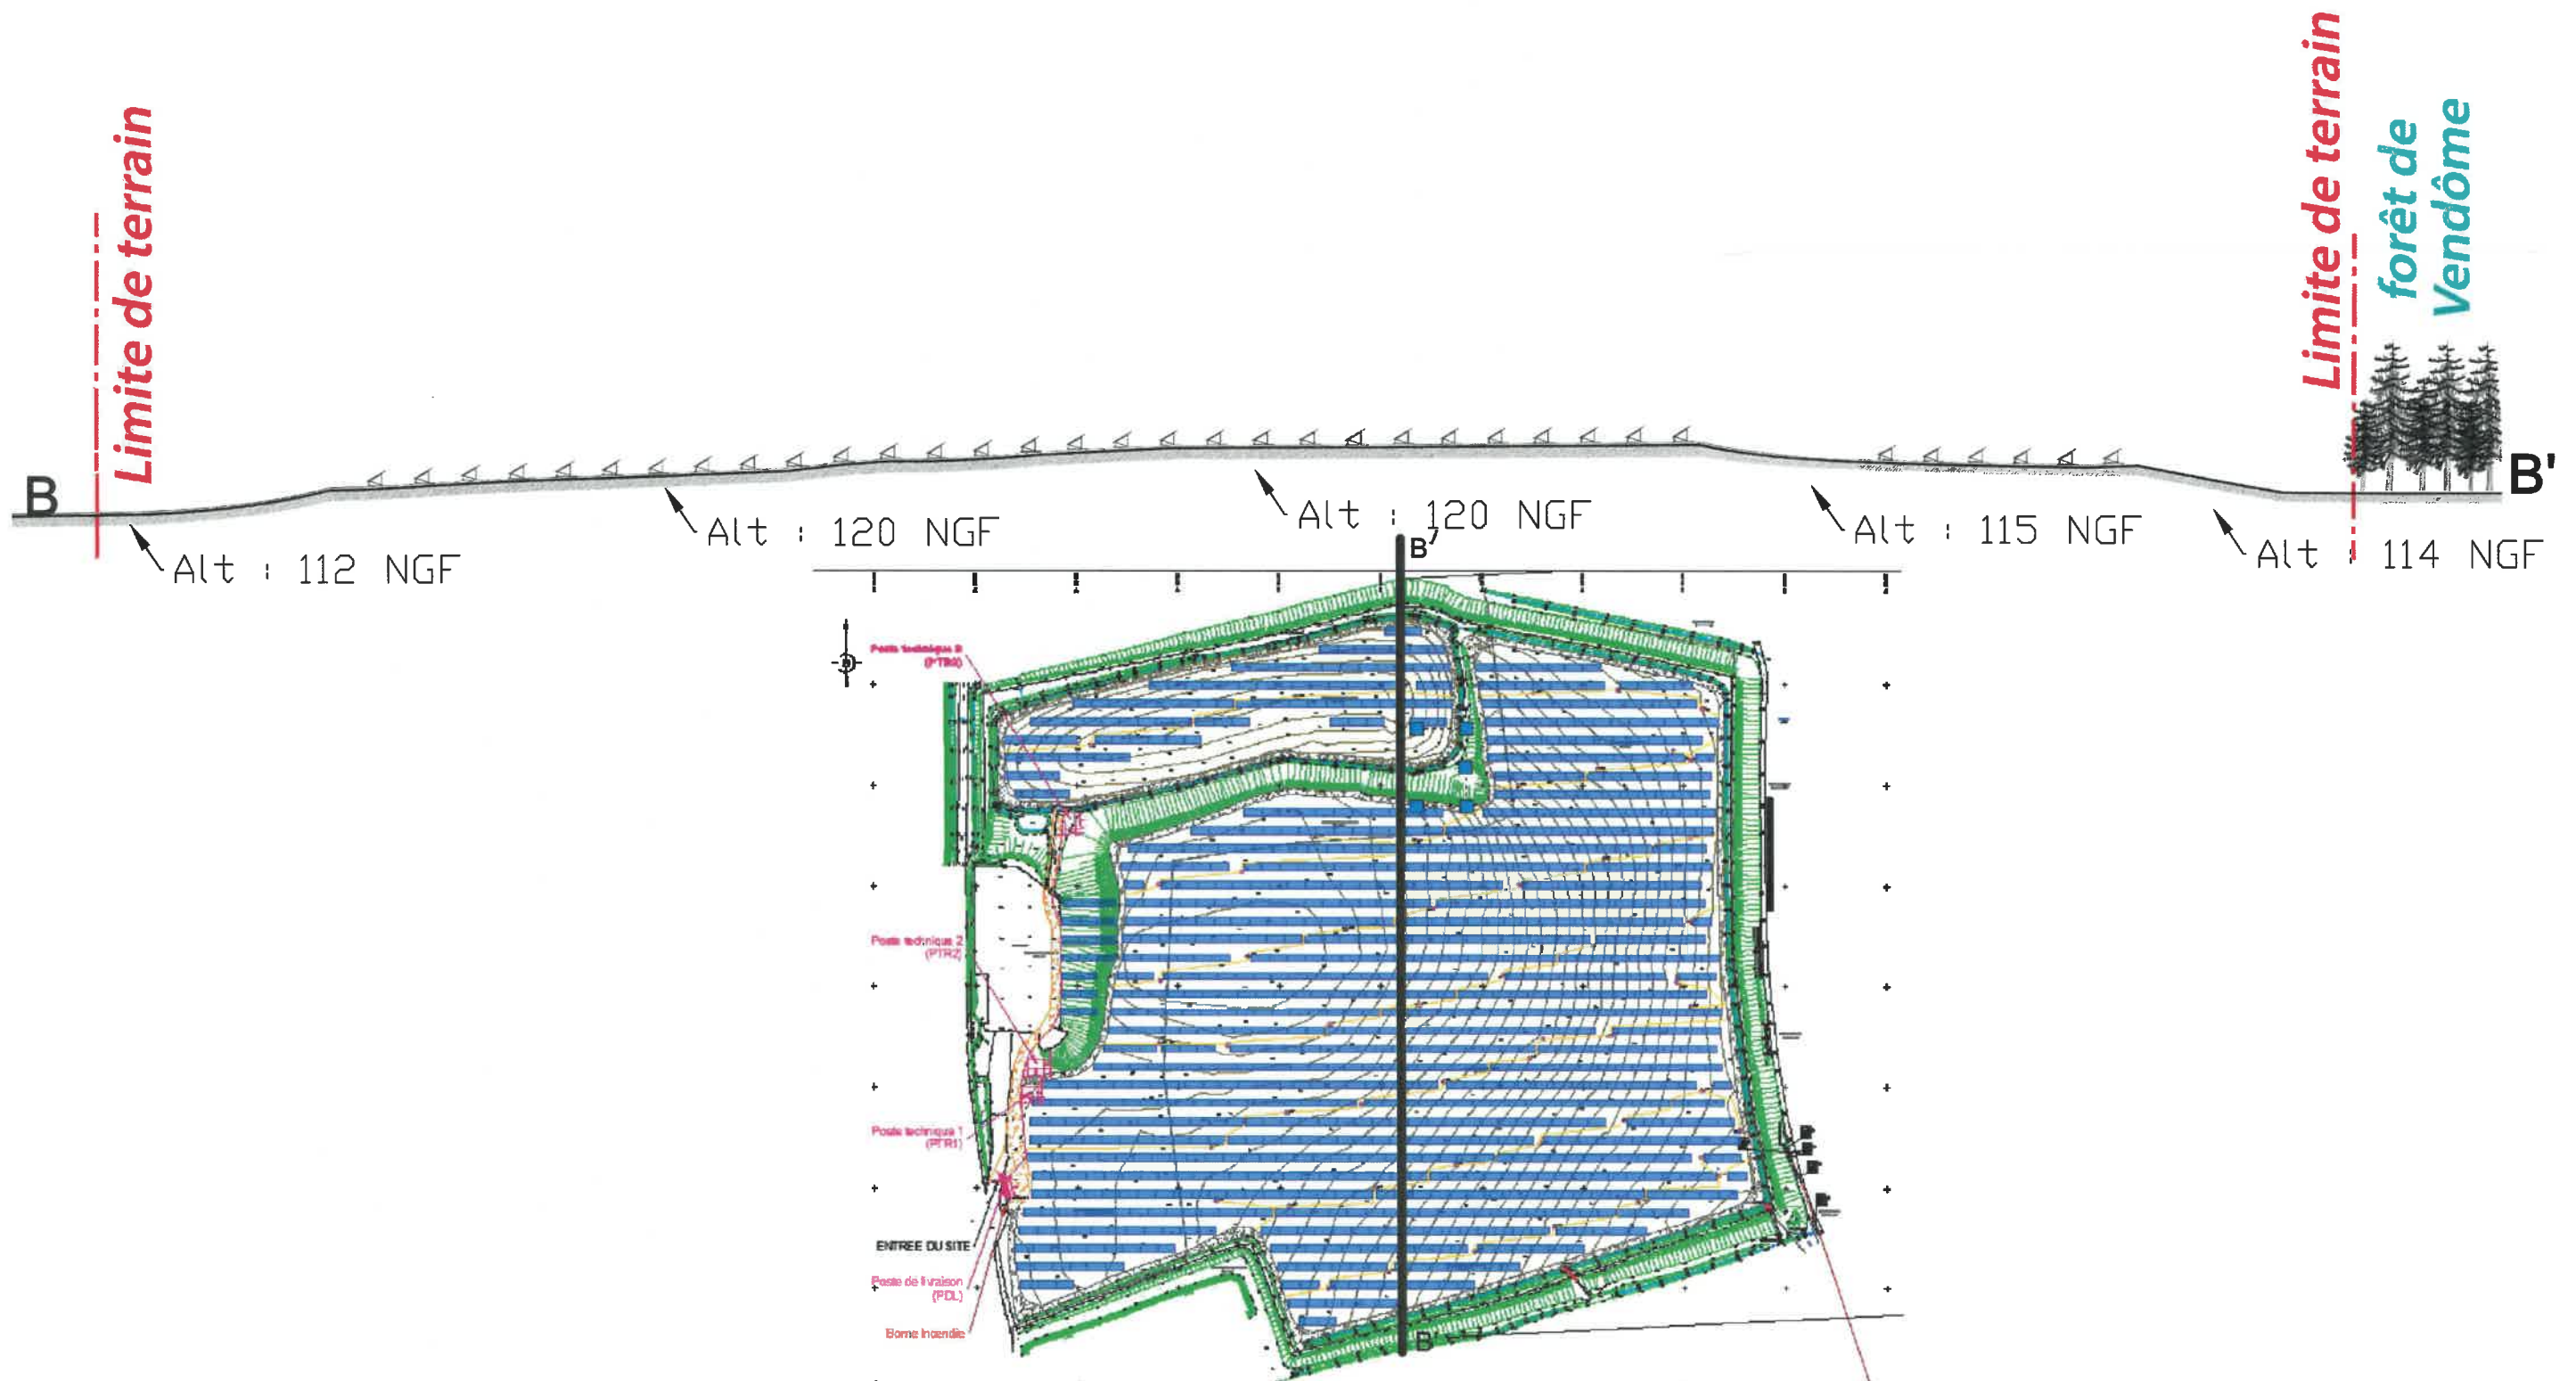 Limite de terrain
Limite de terrain
forêt de
Vendôme
B
B'
Alt : 112 NGF
Alt : 120 NGF
Alt : 120 NGF
Alt : 115 NGF
Alt : 114 NGF
B'
Poste technique 2
(PTR2)
Poste technique 1
(PTR1)
ENTREE DU SITE
Poste de livraison
(PDL)
Borne Incendie
B